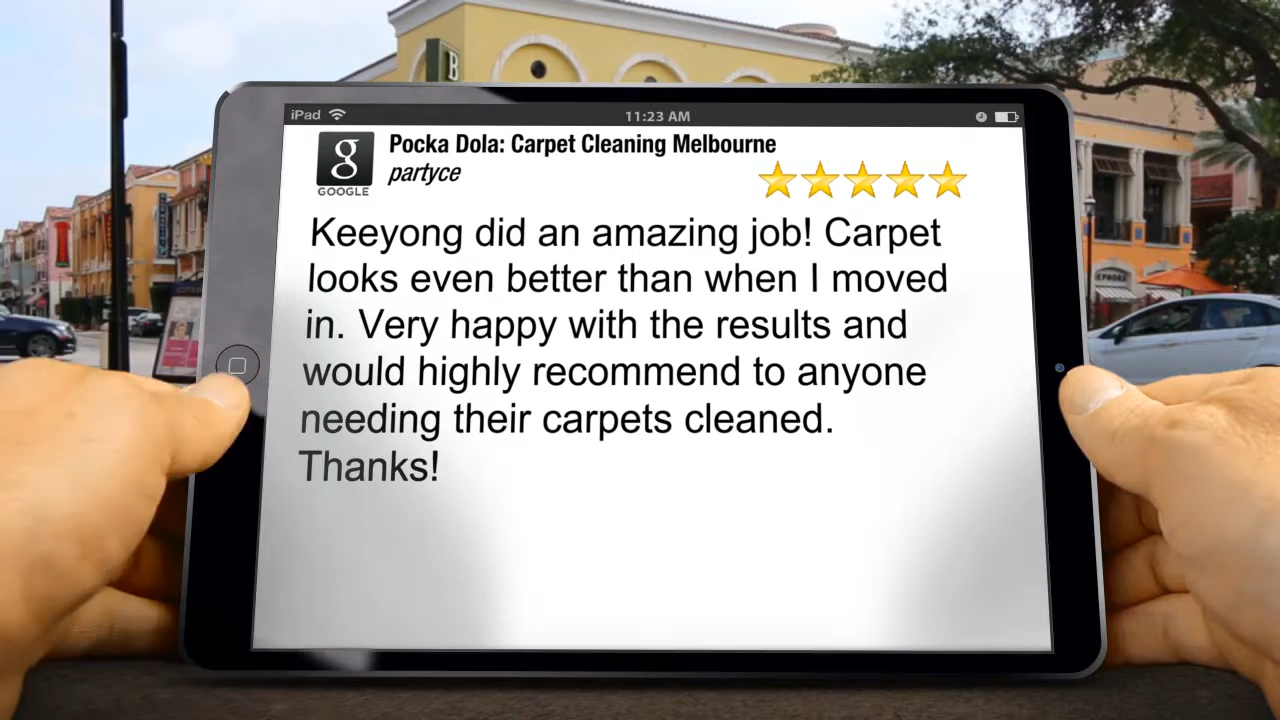 B
iPad
11:23 AM
g
GOOGLE
Pocka Dola: Carpet Cleaning Melbourne
partyce
Keeyong did an amazing job! Carpet
looks even better than when I moved
in. Very happy with the results and
would highly recommend to anyone
needing their carpets cleaned.
Thanks!
SEPHORA